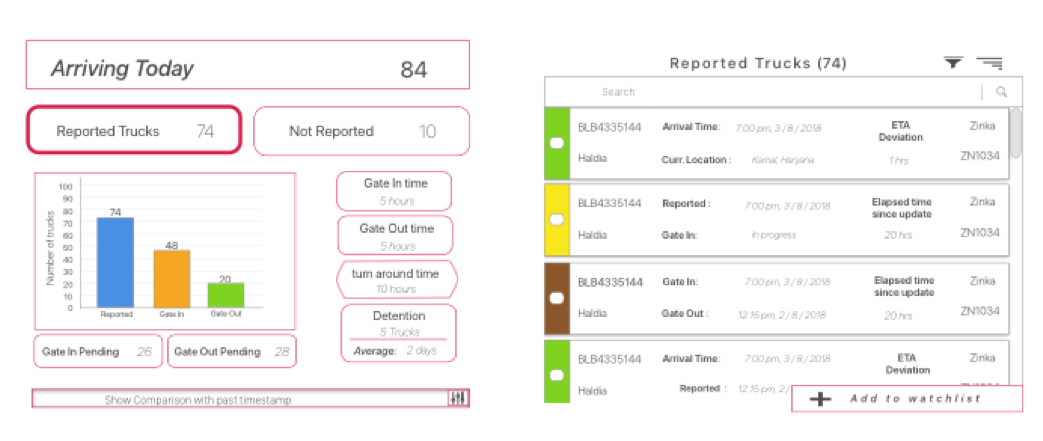 Arriving Today 84
Reported Trucks 74
Not Reported 10
Number of trucks
100
90
80
70
60
50
40
30
20
10
0
74
48
20
Reported Gate In Gate Out
Gate In time
5 hours
Gate Out time
5 hours
turn around time
10 hours
Detention
5 Trucks
Average: 2 days
Gate In Pending 26
Gate Out Pending 28
Show Comparison with past timestamp
Reported Trucks (74)
Search
BLB4335144 Arrival Time: 7:00 pm, 3/8/2018 ETA Deviation Zinka
Haldia Curr. Location : Karnal, Haryana 1 hrs ZN1034
BLB4335144 Reported : 7:00 pm, 3/8/2018 Elapsed time since update Zinka
Haldia Gate In: in-progress 20 hrs ZN1034
BLB4335144 Gate In: 7:00 pm, 3/8/2018 Elapsed time since update Zinka
Haldia Gate Out : 12:15 pm, 2/8/2018 20 hrs ZN1034
BLB4335144 Arrival Time: 7:00 pm, 3/8/2018 ETA Deviation Zinka
Haldia Reported : 12:15 pm, 2/
Add to watchlist